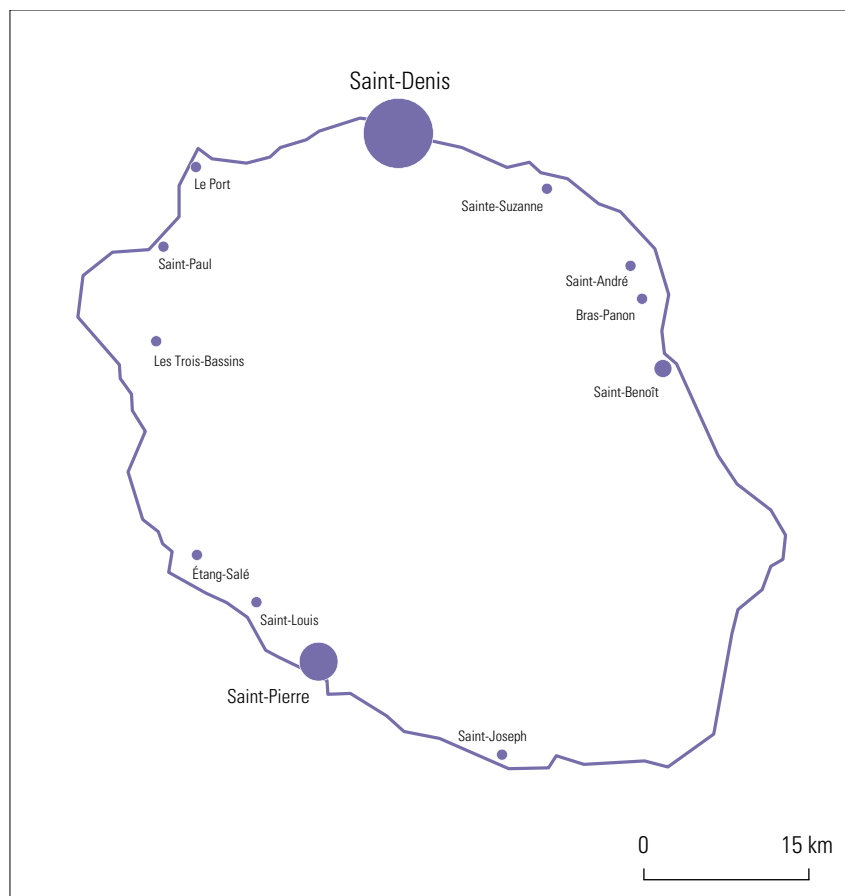 Saint-Denis
Le Port
Sainte-Suzanne
Saint-Paul
Saint-André
Bras-Panon
Les Trois-Bassins
Saint-Benoît
Étang-Salé
Saint-Louis
Saint-Pierre
Saint-Joseph
0 15 km